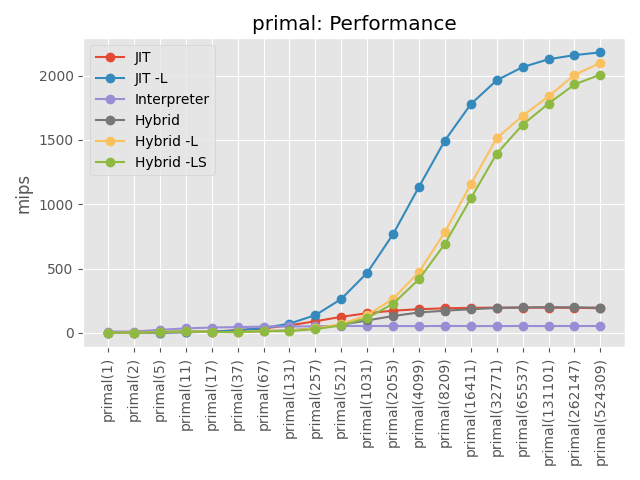 primal: Performance
JIT
JIT -L
Interpreter
Hybrid
Hybrid -L
Hybrid -LS
mips
2000
1500
1000
500
0
primal(1)
primal(2)
primal(5)
primal(11)
primal(17)
primal(37)
primal(67)
primal(131)
primal(257)
primal(521)
primal(1031)
primal(2053)
primal(4099)
primal(8209)
primal(16411)
primal(32771)
primal(65537)
primal(131101)
primal(262147)
primal(524309)